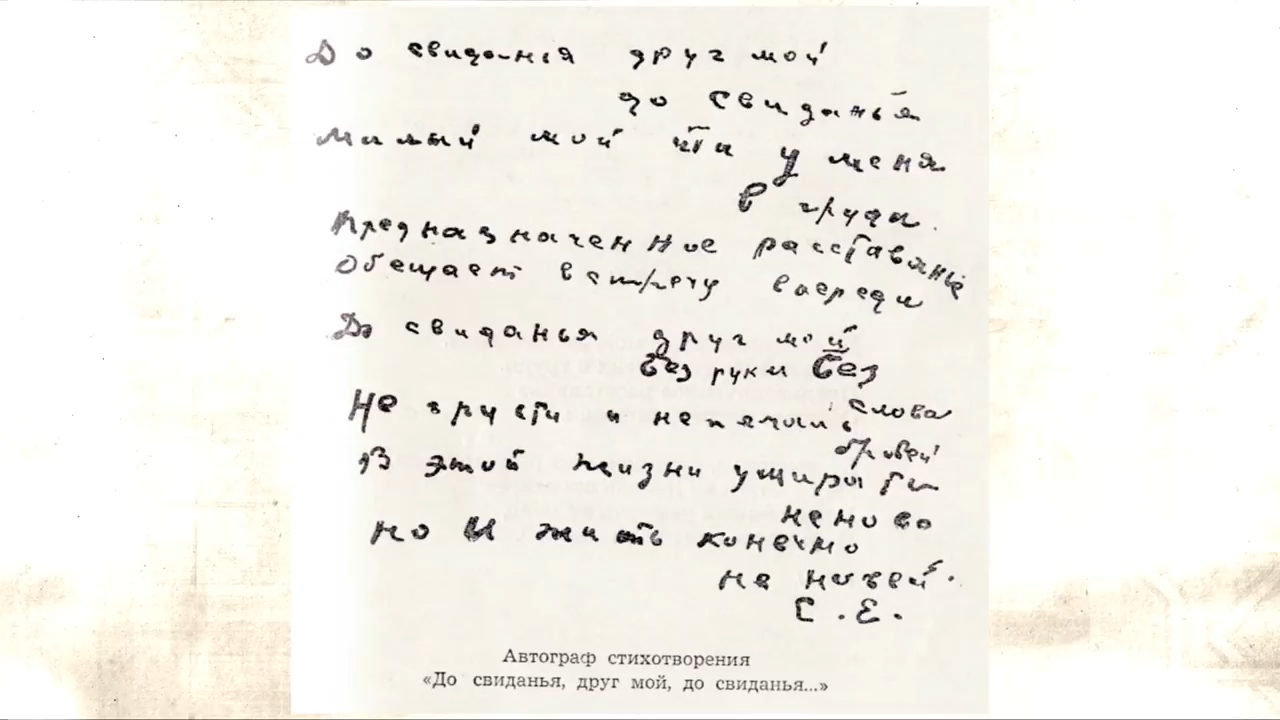 До свиданья друг мой
до свиданья
Милый мой ты у меня
в груди.
Предназначенное расставанье
Обещает встречу впереди
До свиданья друг мой
без руки без
слова
Не грусти и не печаль
бровей
В этой жизни умирать
не ново
но и жить конечно
не новей.
С. Е.
Автограф стихотворения
«До свиданья, друг мой, до свиданья...»